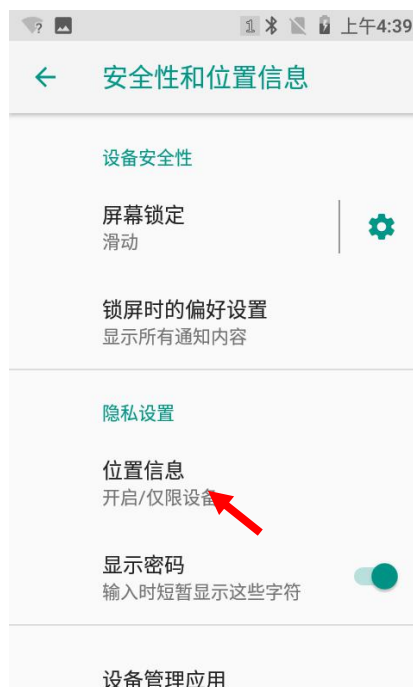 上午4:39
安全性和位置信息
设备安全性
屏幕锁定
滑动
锁屏时的偏好设置
显示所有通知内容
隐私设置
位置信息
开启/仅限设备
显示密码
输入时短暂显示这些字符
设备管理应用